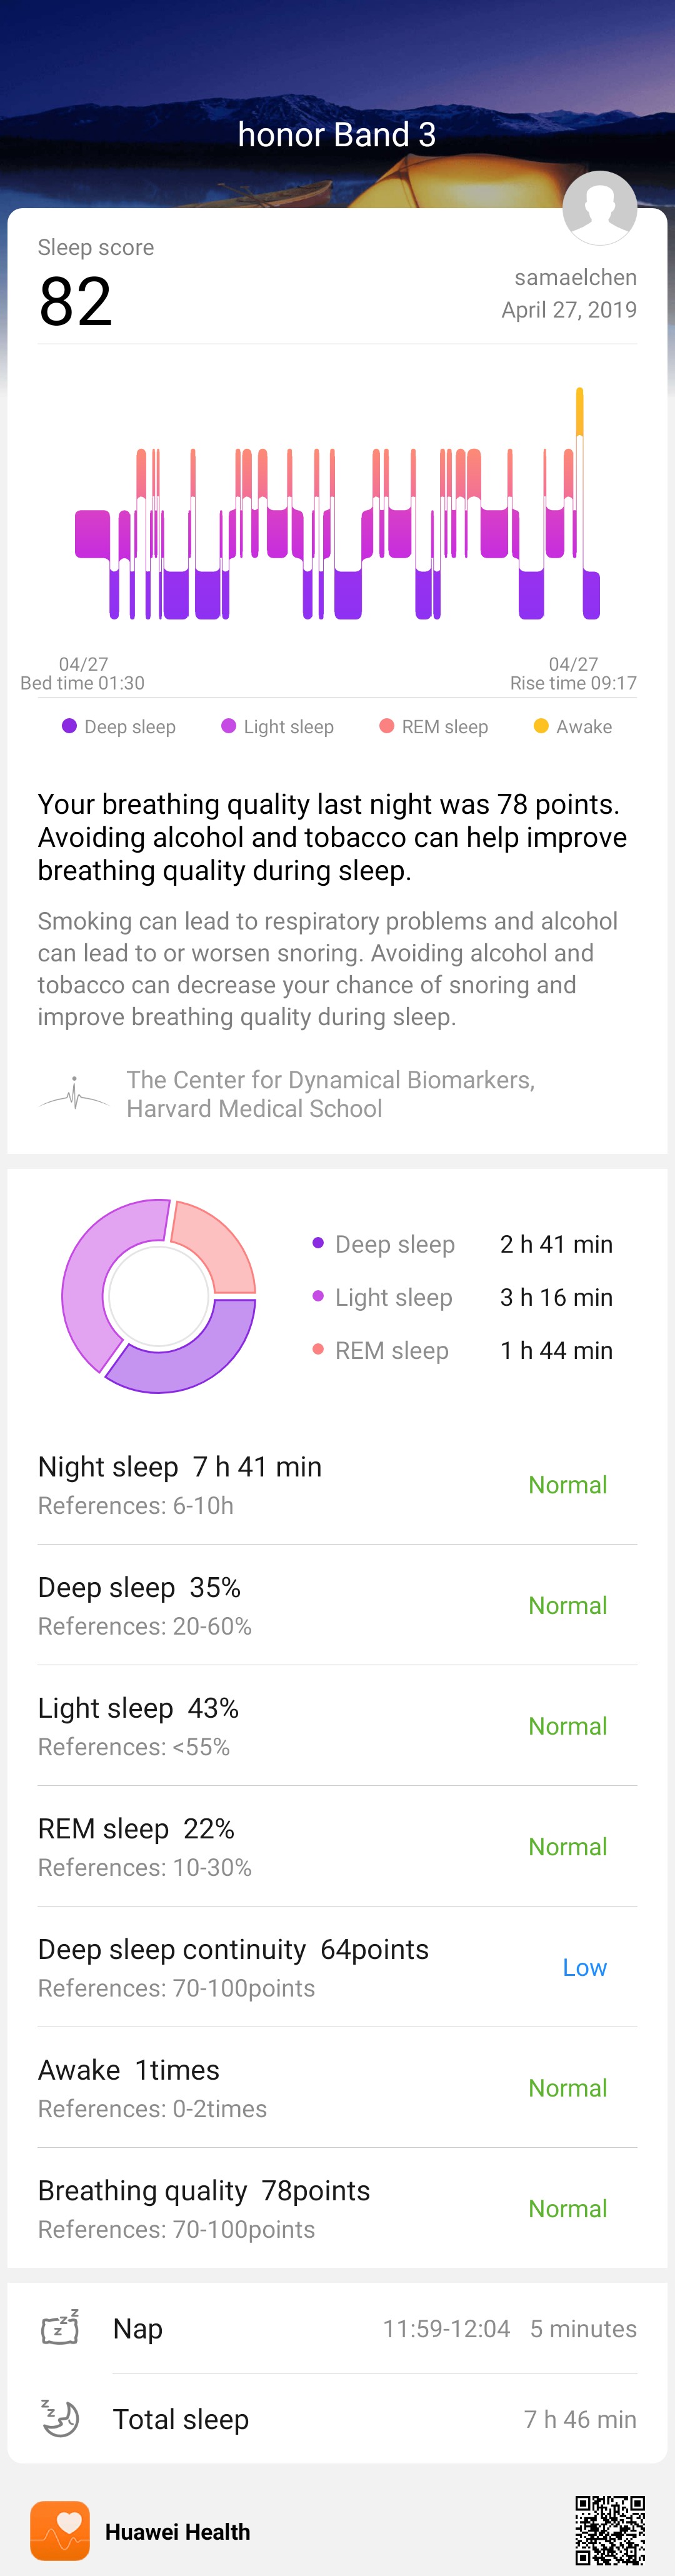 honor Band 3
Sleep score
82
samaelchen
April 27, 2019
04/27
Bed time 01:30
04/27
Rise time 09:17
Deep sleep
Light sleep
REM sleep
Awake
Your breathing quality last night was 78 points.
Avoiding alcohol and tobacco can help improve
breathing quality during sleep.
Smoking can lead to respiratory problems and alcohol
can lead to or worsen snoring. Avoiding alcohol and
tobacco can decrease your chance of snoring and
improve breathing quality during sleep.
The Center for Dynamical Biomarkers,
Harvard Medical School
Deep sleep 2 h 41 min
Light sleep 3 h 16 min
REM sleep 1 h 44 min
Night sleep 7 h 41 min
References: 6-10h
Normal
Deep sleep 35%
References: 20-60%
Normal
Light sleep 43%
References: <55%
Normal
REM sleep 22%
References: 10-30%
Normal
Deep sleep continuity 64points
References: 70-100points
Low
Awake 1times
References: 0-2times
Normal
Breathing quality 78points
References: 70-100points
Normal
Nap 11:59-12:04 5 minutes
Total sleep 7 h 46 min
Huawei Health